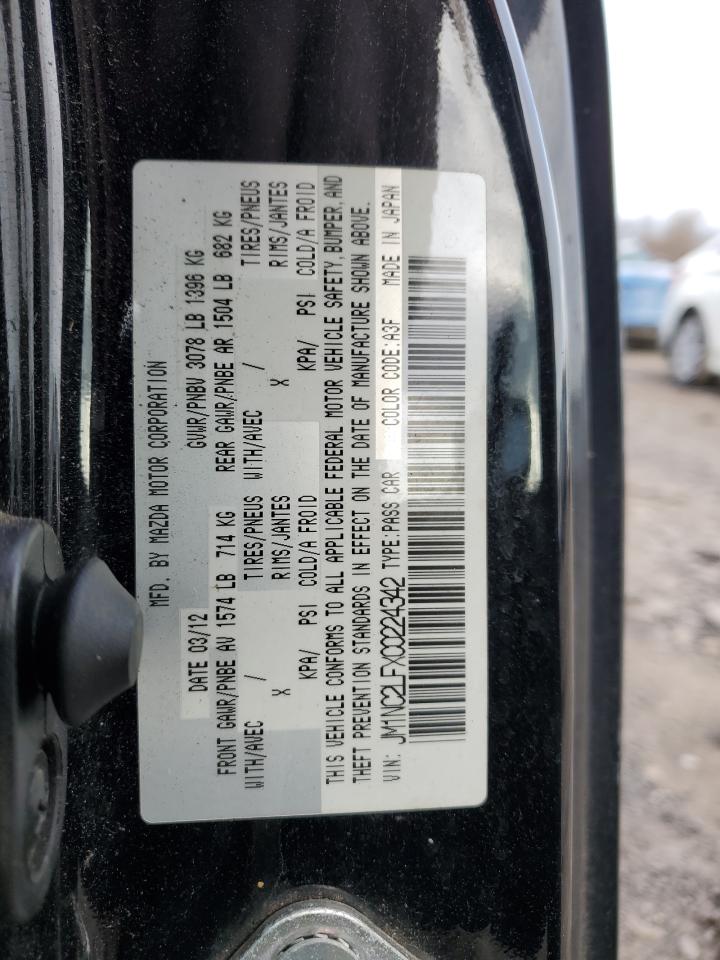 MFD. BY MAZDA MOTOR CORPORATION
DATE 03/12 GVWR/PNBV 3078 LB 1396 KG
FRONT GAWR/PNBE AV 1574 LB 714 KG REAR GAWR/PNBE AR 1504 LB 682 KG
WITH/AVEC / TIRES/PNEUS WITH/AVEC / TIRES/PNEUS
X RIMS/JANTES X RIMS/JANTES
KPA/ PSI COLD/A FROID KPA/ PSI COLD/A FROID
THIS VEHICLE CONFORMS TO ALL APPLICABLE FEDERAL MOTOR VEHICLE SAFETY, BUMPER, AND
THEFT PREVENTION STANDARDS IN EFFECT ON THE DATE OF MANUFACTURE SHOWN ABOVE.
VIN: JM1NC2LFXC0224342 TYPE:PASS CAR COLOR CODE:A3F MADE IN JAPAN